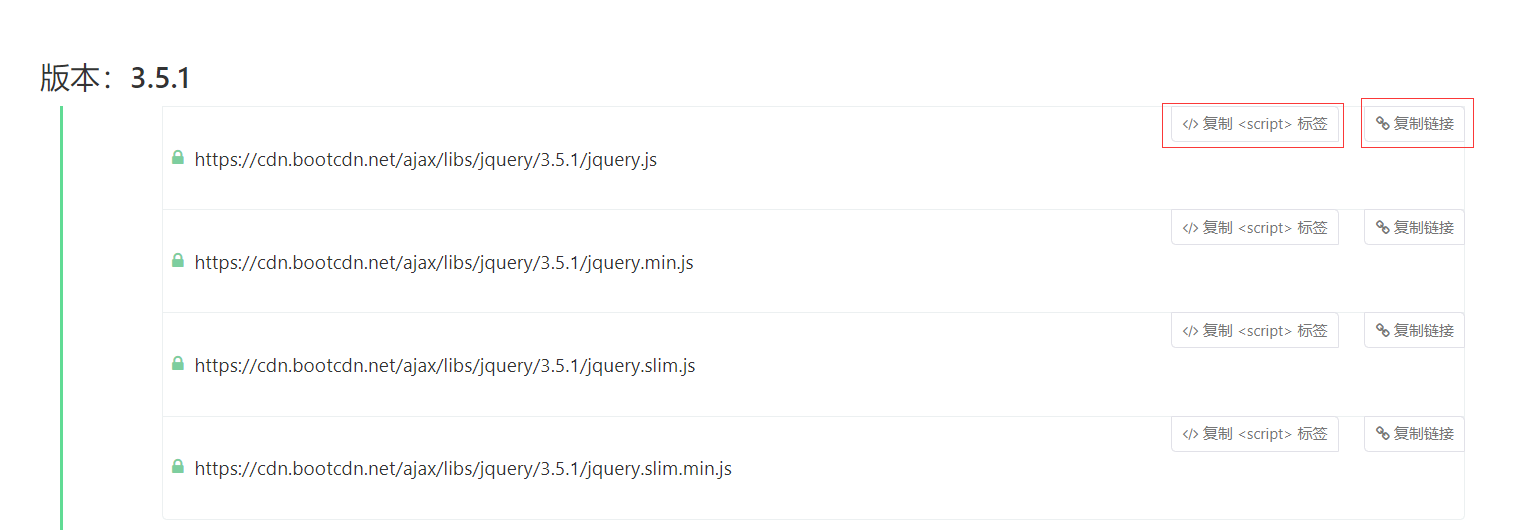 版本：3.5.1
</> 复制 <script> 标签
复制链接
https://cdn.bootcdn.net/ajax/libs/jquery/3.5.1/jquery.js
</> 复制 <script> 标签
复制链接
https://cdn.bootcdn.net/ajax/libs/jquery/3.5.1/jquery.min.js
</> 复制 <script> 标签
复制链接
https://cdn.bootcdn.net/ajax/libs/jquery/3.5.1/jquery.slim.js
</> 复制 <script> 标签
复制链接
https://cdn.bootcdn.net/ajax/libs/jquery/3.5.1/jquery.slim.min.js